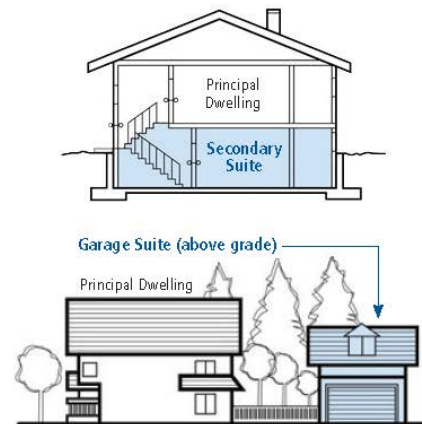 Principal
Dwelling
Secondary
Suite
Garage Suite (above grade)
Principal Dwelling